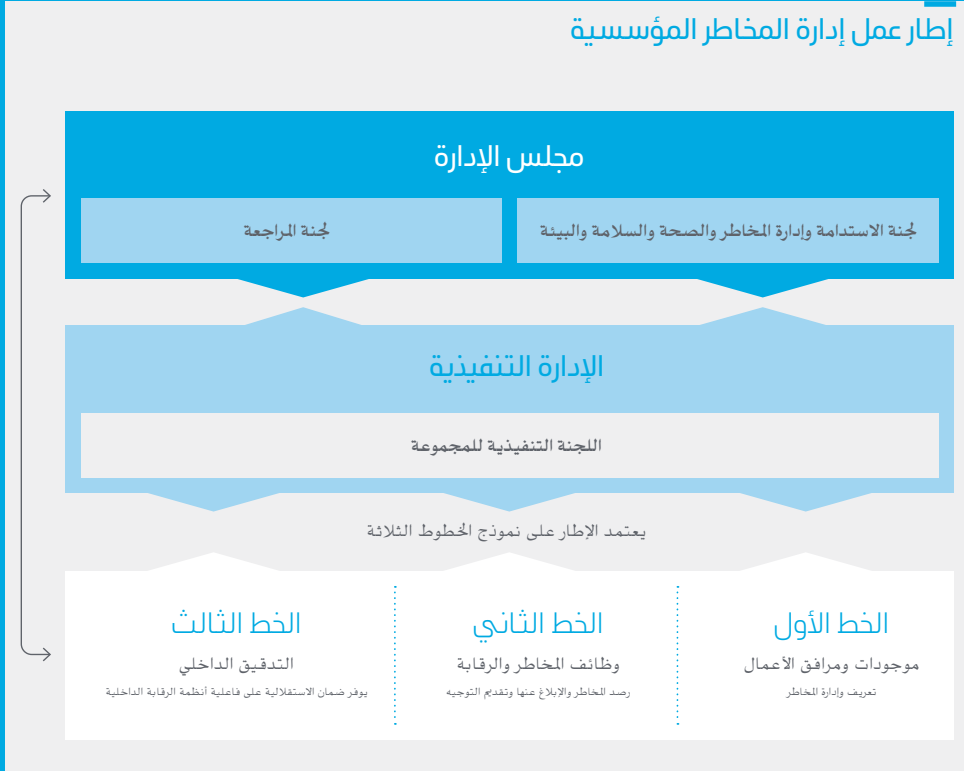 إطار عمل إدارة المخاطر المؤسسية
مجلس الإدارة
لجنة الاستدامة وإدارة المخاطر والصحة والسلامة والبيئة
لجنة المراجعة
الإدارة التنفيذية
اللجنة التنفيذية للمجموعة
يعتمد الإطار على نموذج الخطوط الثلاثة
الخط الأول
موجودات ومرافق الأعمال
تعريف وإدارة المخاطر
الخط الثاني
وظائف المخاطر والرقابة
رصد المخاطر والإبلاغ عنها وتقديم التوجيه
الخط الثالث
التدقيق الداخلي
يوفر ضمان الاستقلالية على فاعلية أنظمة الرقابة الداخلية